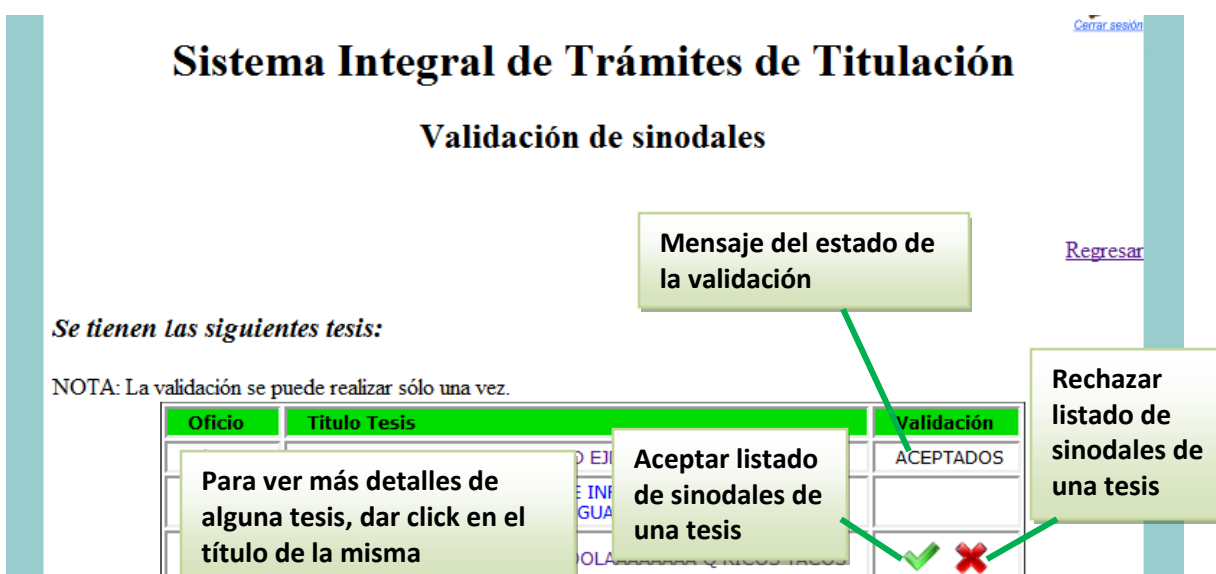 Cerrar sesión
Sistema Integral de Trámites de Titulación
Validación de sinodales
Mensaje del estado de
la validación
Regresar
Se tienen las siguientes tesis:
NOTA: La validación se puede realizar sólo una vez.
Rechazar
listado de
sinodales de
una tesis
Oficio Titulo Tesis Validación
ACEPTADOS
Para ver más detalles de
alguna tesis, dar click en el
título de la misma
Aceptar listado
de sinodales de
una tesis